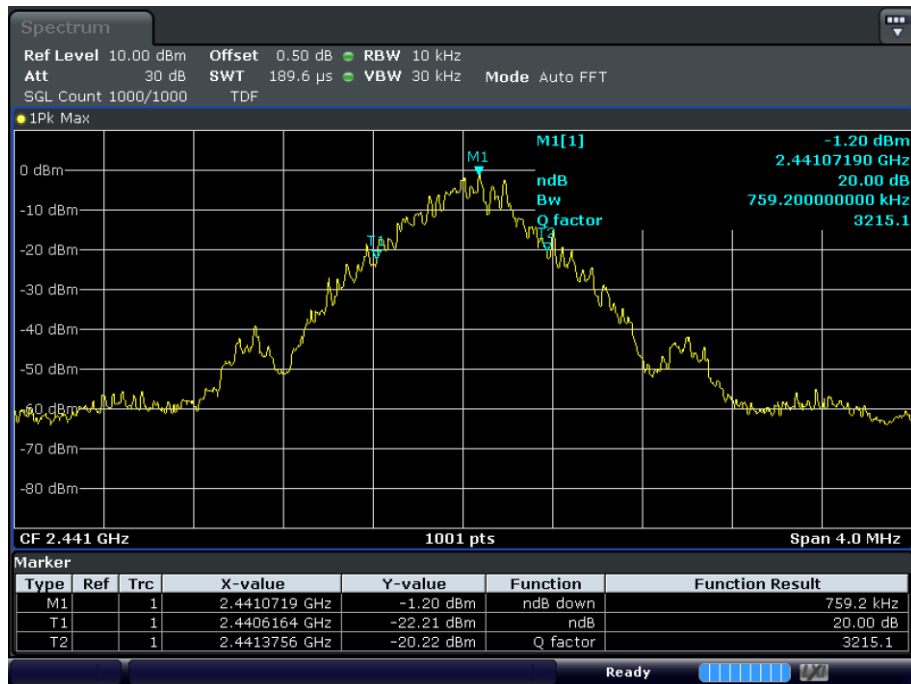 Spectrum
Ref Level 10.00 dBm Offset 0.50 dB RBW 10 kHz
Att 30 dB SWT 189.6 µs VBW 30 kHz Mode Auto FFT
SGL Count 1000/1000 TDF
1Pk Max
M1[1] -1.20 dBm
2.44107190 GHz
ndB 20.00 dB
Bw 759.200000000 kHz
Q factor 3215.1
M1
T1
T2
0 dBm
-10 dBm
-20 dBm
-30 dBm
-40 dBm
-50 dBm
-60 dBm
-70 dBm
-80 dBm
CF 2.441 GHz 1001 pts Span 4.0 MHz
Marker
Type Ref Trc X-value Y-value Function Function Result
M1 1 2.4410719 GHz -1.20 dBm ndB down 759.2 kHz
T1 1 2.4406164 GHz -22.21 dBm ndB 20.00 dB
T2 1 2.4413756 GHz -20.22 dBm Q factor 3215.1
Ready